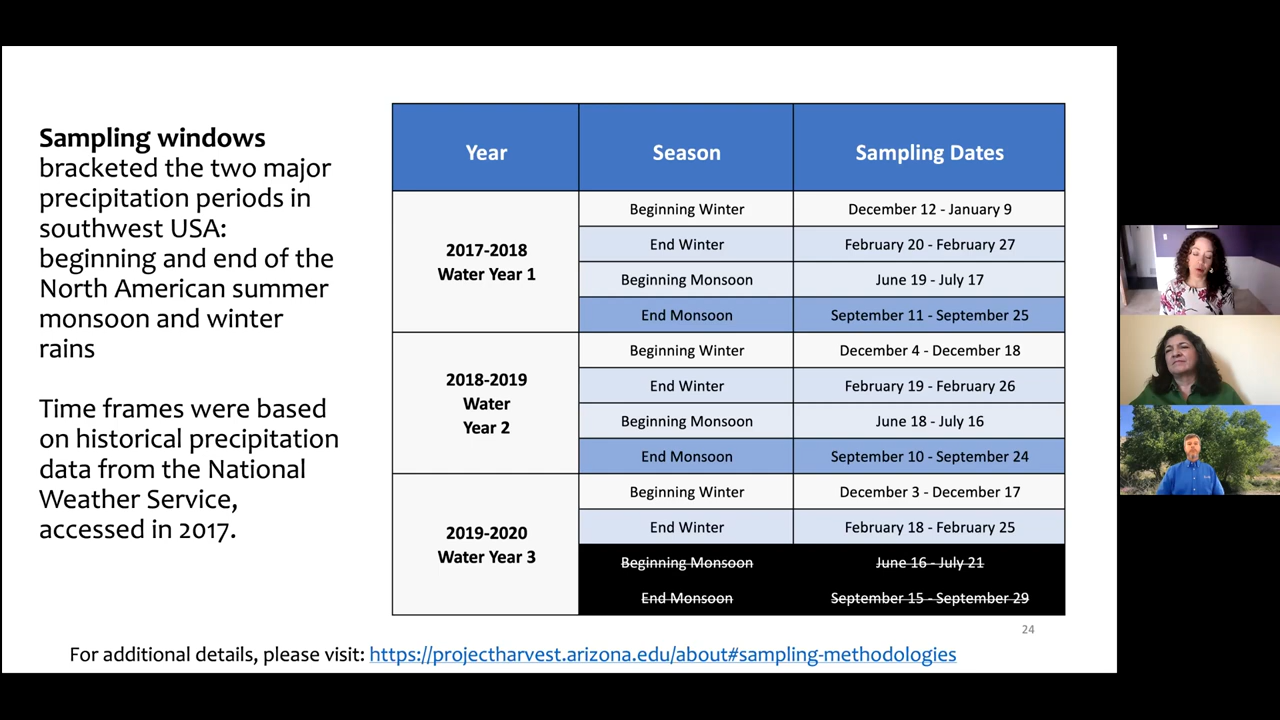 Sampling windows
bracketed the two major
precipitation periods in
southwest USA:
beginning and end of the
North American summer
monsoon and winter
rains
Time frames were based
on historical precipitation
data from the National
Weather Service,
accessed in 2017.
Year Season Sampling Dates
2017-2018
Water Year 1
Beginning Winter December 12 - January 9
End Winter February 20 - February 27
Beginning Monsoon June 19 - July 17
End Monsoon September 11 - September 25
2018-2019
Water
Year 2
Beginning Winter December 4 - December 18
End Winter February 19 - February 26
Beginning Monsoon June 18 - July 16
End Monsoon September 10 - September 24
2019-2020
Water Year 3
Beginning Winter December 3 - December 17
End Winter February 18 - February 25
Beginning Monsoon June 16 - July 21
End Monsoon September 15 - September 29
24
For additional details, please visit: https://projectharvest.arizona.edu/about#sampling-methodologies